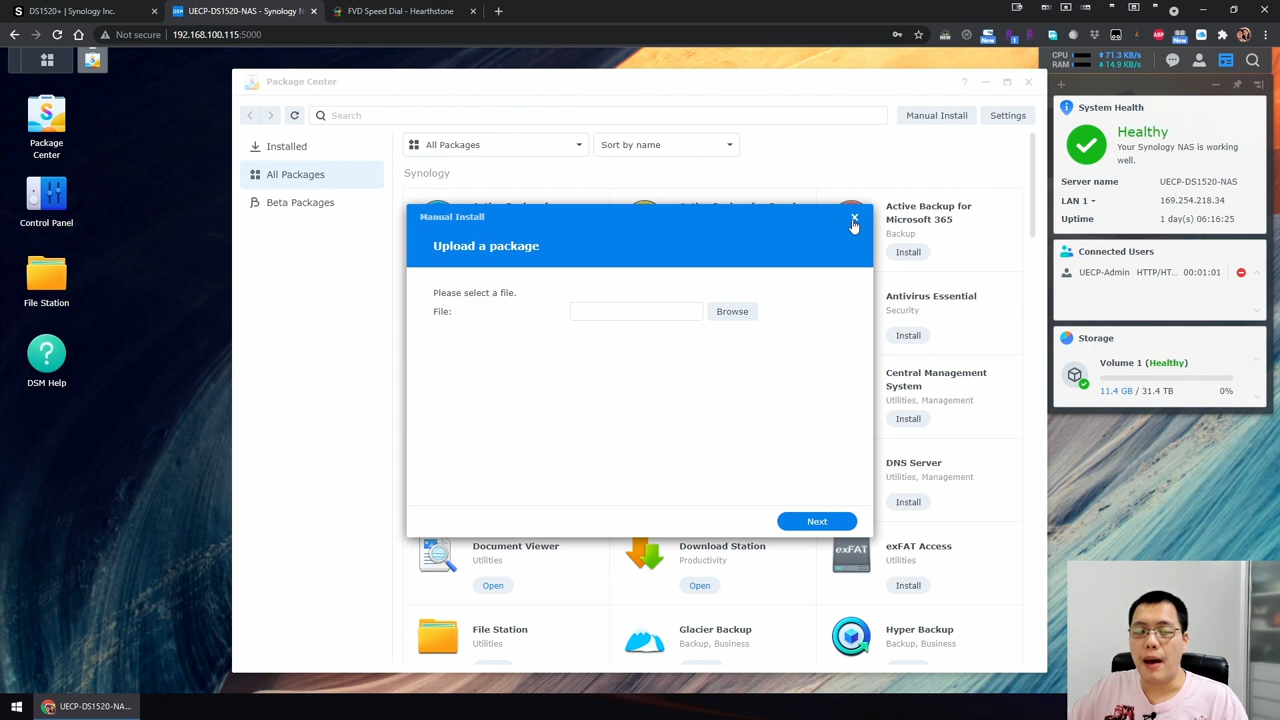 DS1520+ | Synology Inc.
UECP-DS1520-NAS - Synology N
FVD Speed Dial - Hearthstone
Not secure
192.168.100.115:5000
New
1
New
ABP
CPU
71.3 KB/s
RAM
14.9 KB/s
Package Center
Search
Manual Install
Settings
Installed
All Packages
Beta Packages
All Packages
Sort by name
Synology
Package
Center
Control Panel
File Station
DSM Help
Manual Install
Upload a package
Please select a file.
File:
Browse
Next
Active Backup for
Microsoft 365
Backup
Install
Antivirus Essential
Security
Install
Central Management
System
Utilities, Management
Install
DNS Server
Utilities, Management
Install
Document Viewer
Utilities
Open
Download Station
Productivity
Open
exFAT
exFAT Access
Utilities
Install
File Station
Utilities
Glacier Backup
Backup, Business
Hyper Backup
Backup, Business
System Health
Healthy
Your Synology NAS is working
well.
Server name
UECP-DS1520-NAS
LAN 1
169.254.218.34
Uptime
1 day(s) 06:16:25
Connected Users
UECP-Admin
HTTP/HT...
00:01:01
Storage
Volume 1 (Healthy)
11.4 GB / 31.4 TB
0%
UECP-DS1520-NA...